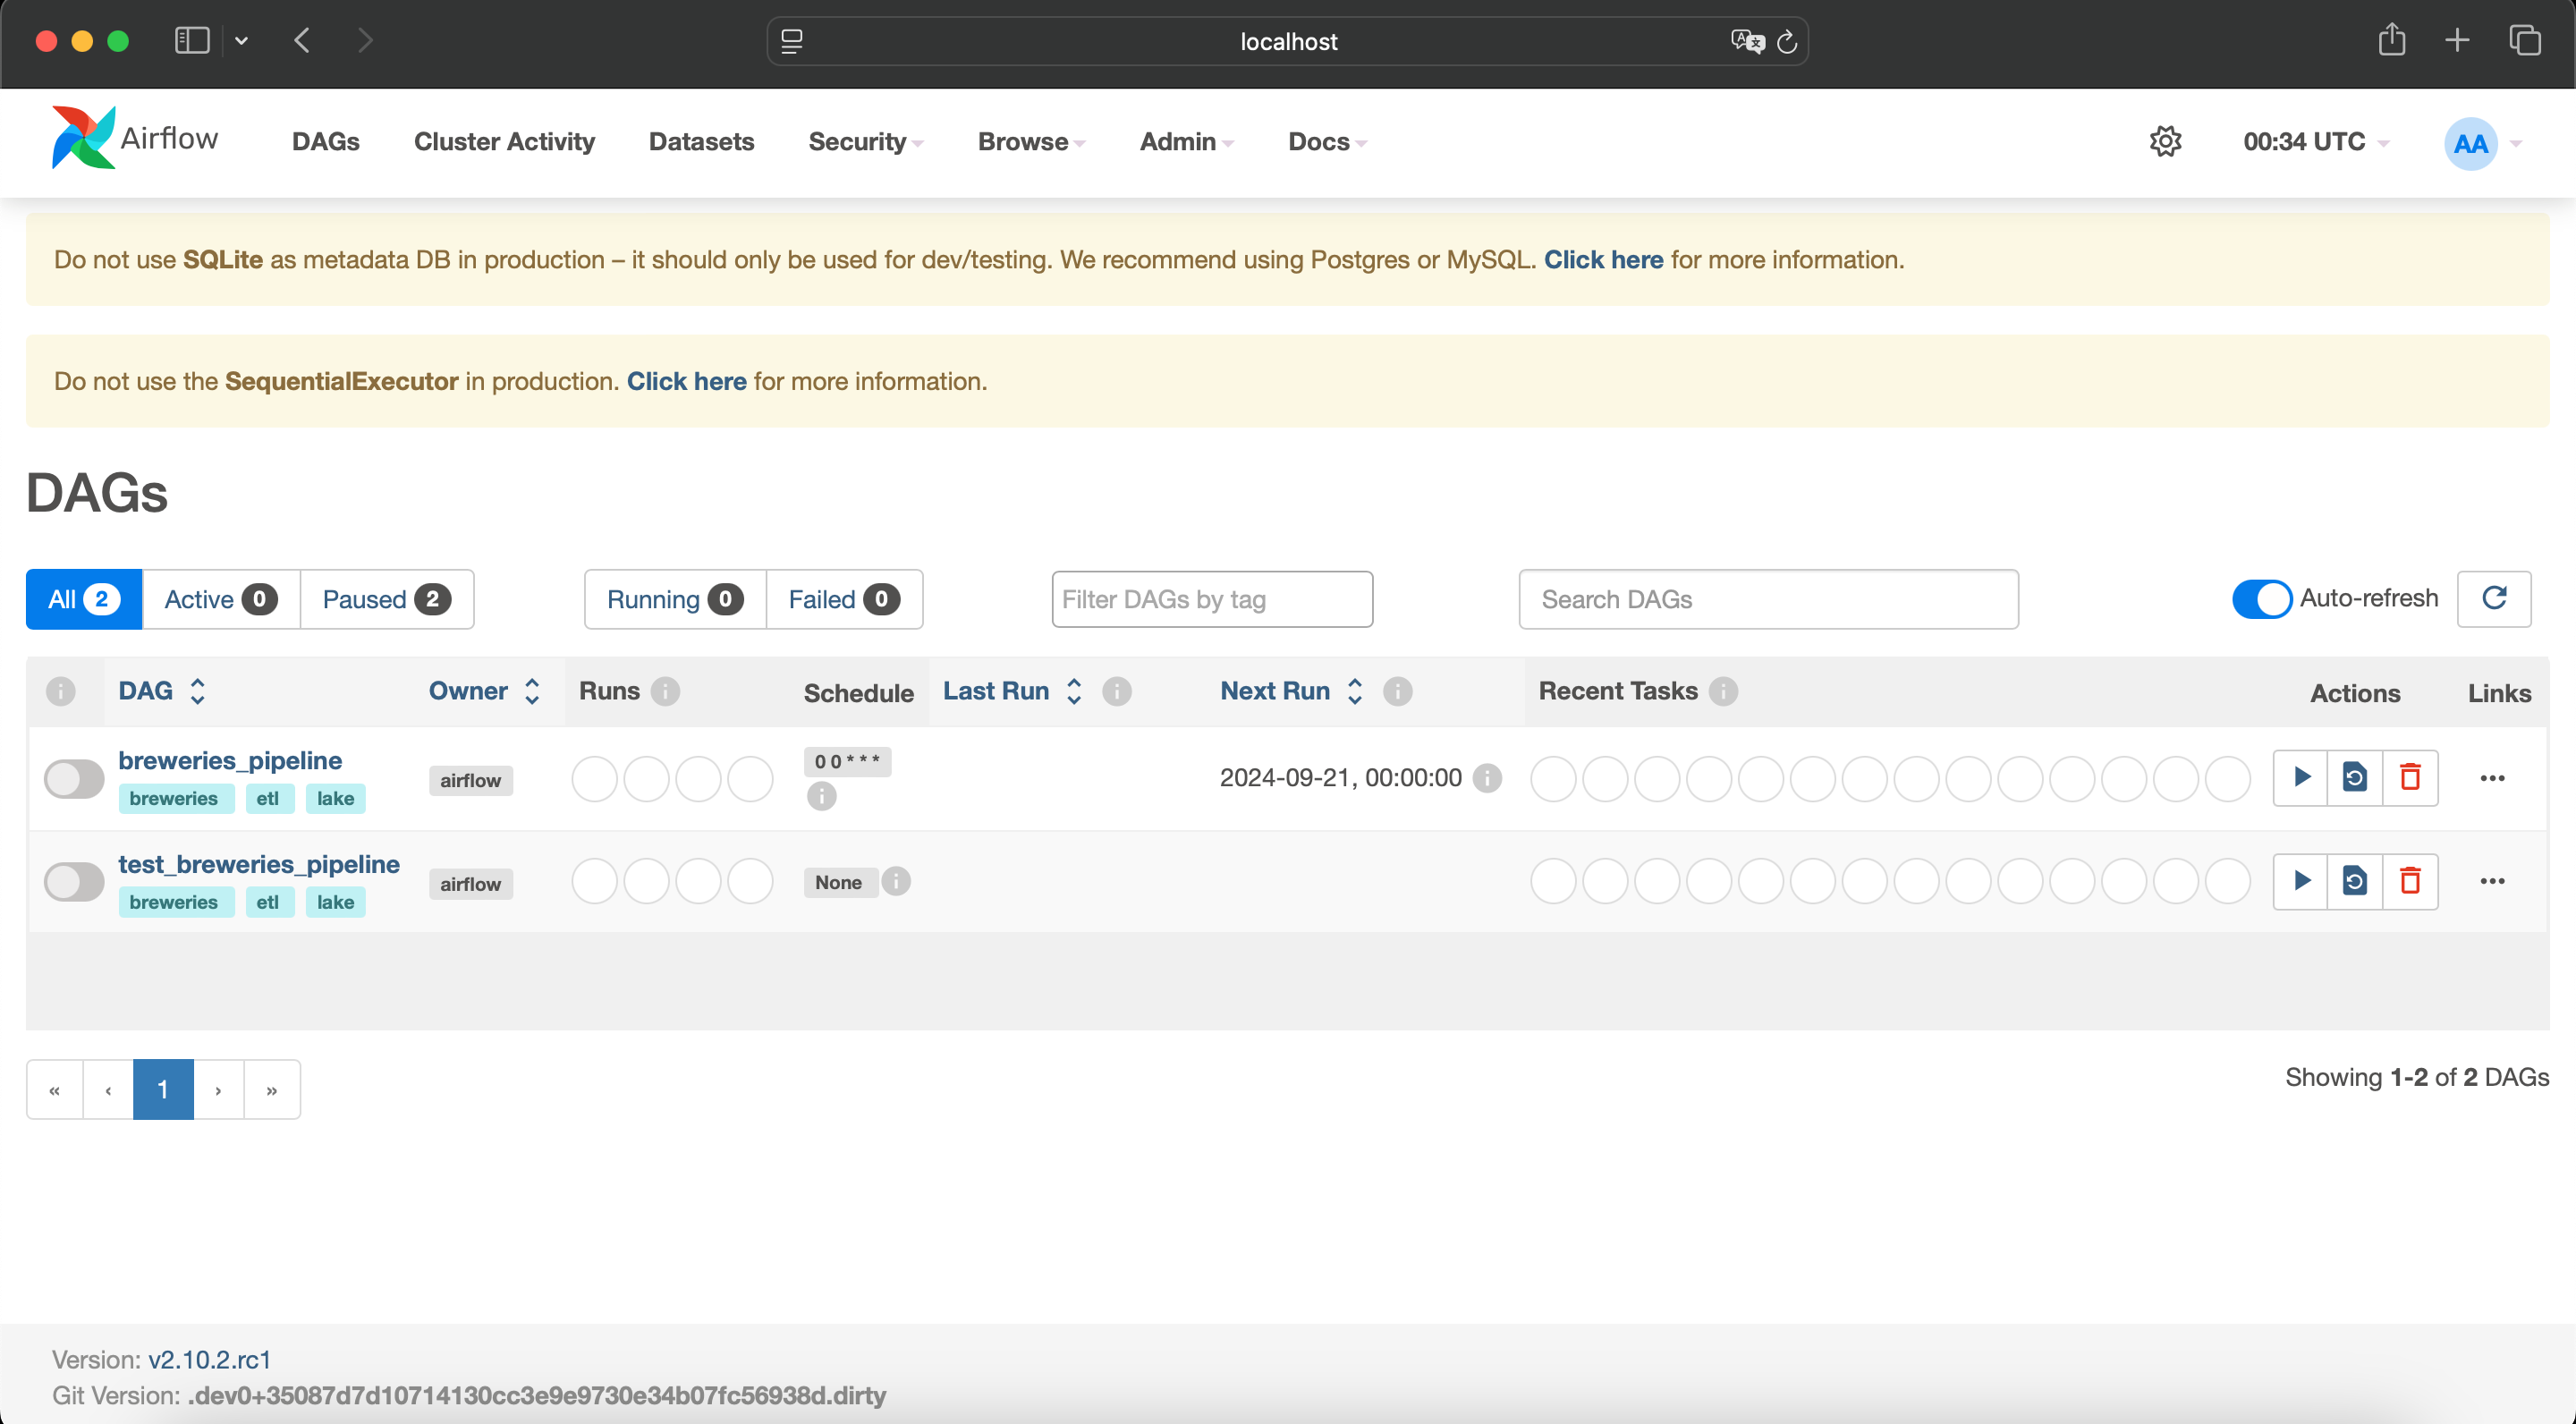 localhost
Airflow DAGs Cluster Activity Datasets Security Browse Admin Docs 00:34 UTC AA
Do not use SQLite as metadata DB in production – it should only be used for dev/testing. We recommend using Postgres or MySQL. Click here for more information.
Do not use the SequentialExecutor in production. Click here for more information.
DAGs
All 2 Active 0 Paused 2 Running 0 Failed 0 Filter DAGs by tag Search DAGs Auto-refresh
i DAG Owner Runs i Schedule Last Run i Next Run i Recent Tasks i Actions Links
breweries_pipeline airflow 0 0 * * * i 2024-09-21, 00:00:00 i
breweries etl lake
test_breweries_pipeline airflow None i
breweries etl lake
« ‹ 1 › » Showing 1-2 of 2 DAGs
Version: v2.10.2.rc1
Git Version: .dev0+35087d7d10714130cc3e9e9730e34b07fc56938d.dirty